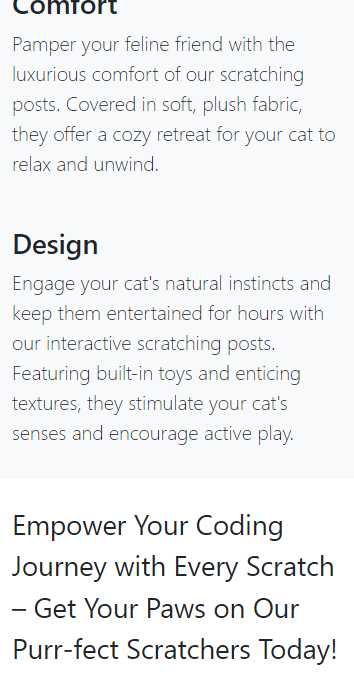 Comfort
Pamper your feline friend with the
luxurious comfort of our scratching
posts. Covered in soft, plush fabric,
they offer a cozy retreat for your cat to
relax and unwind.
Design
Engage your cat's natural instincts and
keep them entertained for hours with
our interactive scratching posts.
Featuring built-in toys and enticing
textures, they stimulate your cat's
senses and encourage active play.
Empower Your Coding
Journey with Every Scratch
– Get Your Paws on Our
Purr-fect Scratchers Today!